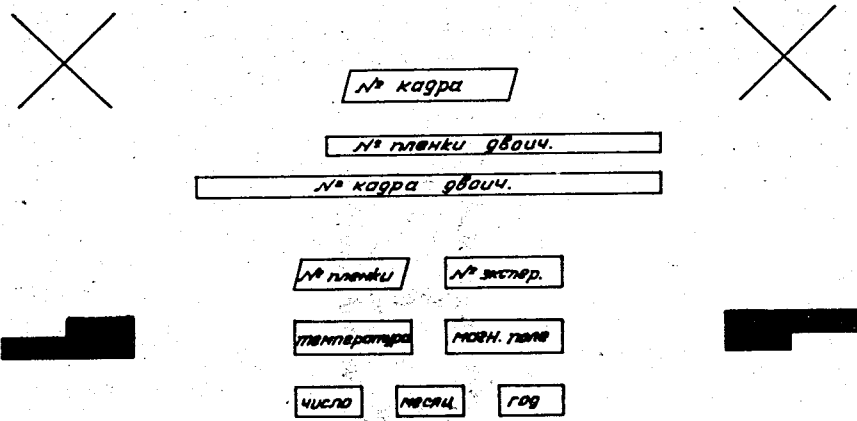 № кадра
№ пленки двоич.
№ кадра двоич.
№ пленки № экспер.
температура магн. поле
число месяц год